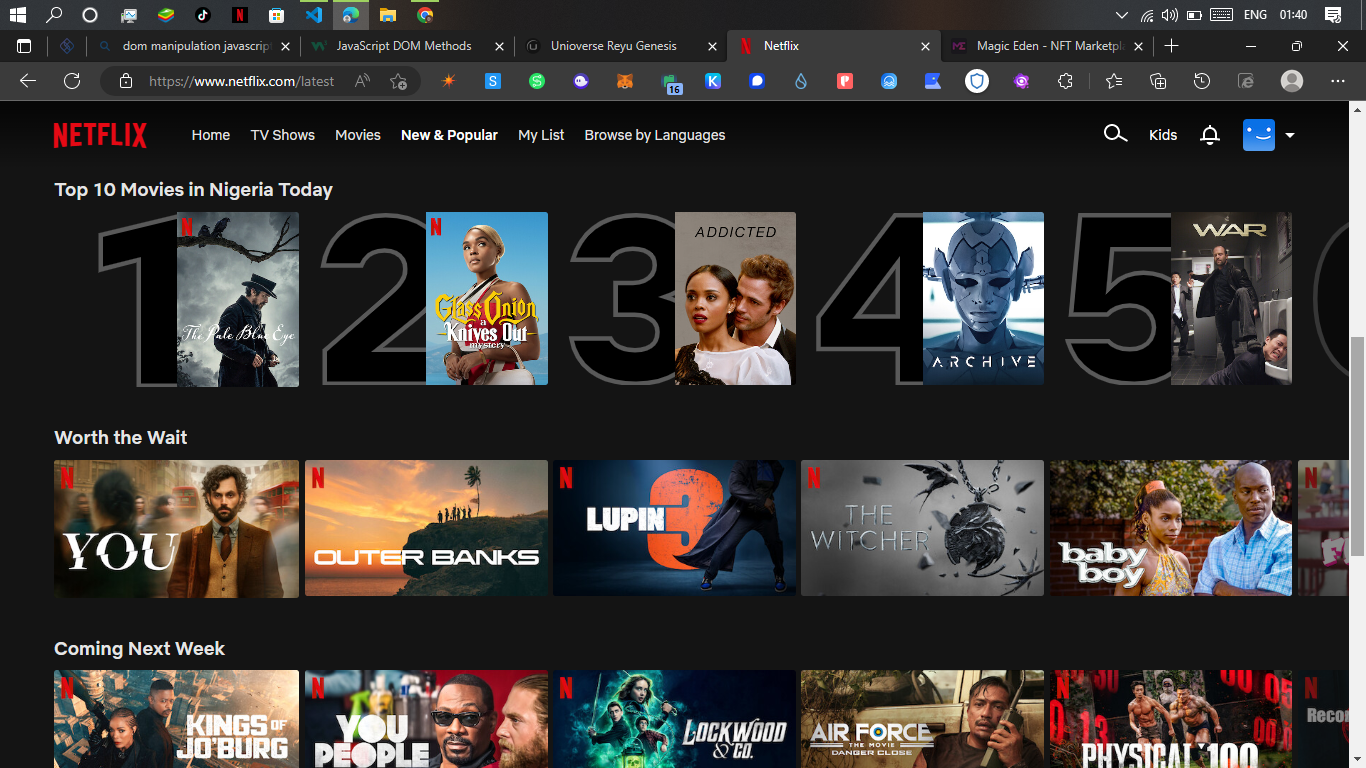 ENG
01:40
dom manipulation javascrip
JavaScript DOM Methods
Unioverse Reyu Genesis
Netflix
Magic Eden - NFT Marketpl
https://www.netflix.com/latest
16
NETFLIX
Home
TV Shows
Movies
New & Popular
My List
Browse by Languages
Kids
Top 10 Movies in Nigeria Today
1
N
The Pale Blue Eye
2
N
Glass Onion
a
Knives Out
mystery
3
ADDICTED
4
ARCHIVE
5
WAR
Worth the Wait
N
YOU
N
OUTER BANKS
N
LUPIN
3
N
THE
WITCHER
baby
boy
N
Coming Next Week
N
KINGS OF
JO'BURG
N
YOU
PEOPLE
N
LOCKWOOD
& CO.
AIR FORCE
THE MOVIE
DANGER CLOSE
N
PHYSICAL:100
N
Recor